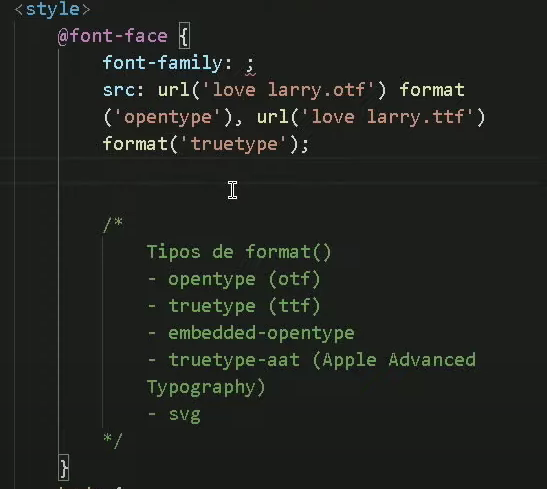 <style>
@font-face {
font-family: ;
src: url('love larry.otf') format
('opentype'), url('love larry.ttf')
format('truetype');
/*
Tipos de format()
- opentype (otf)
- truetype (ttf)
- embedded-opentype
- truetype-aat (Apple Advanced
Typography)
- svg
*/
}